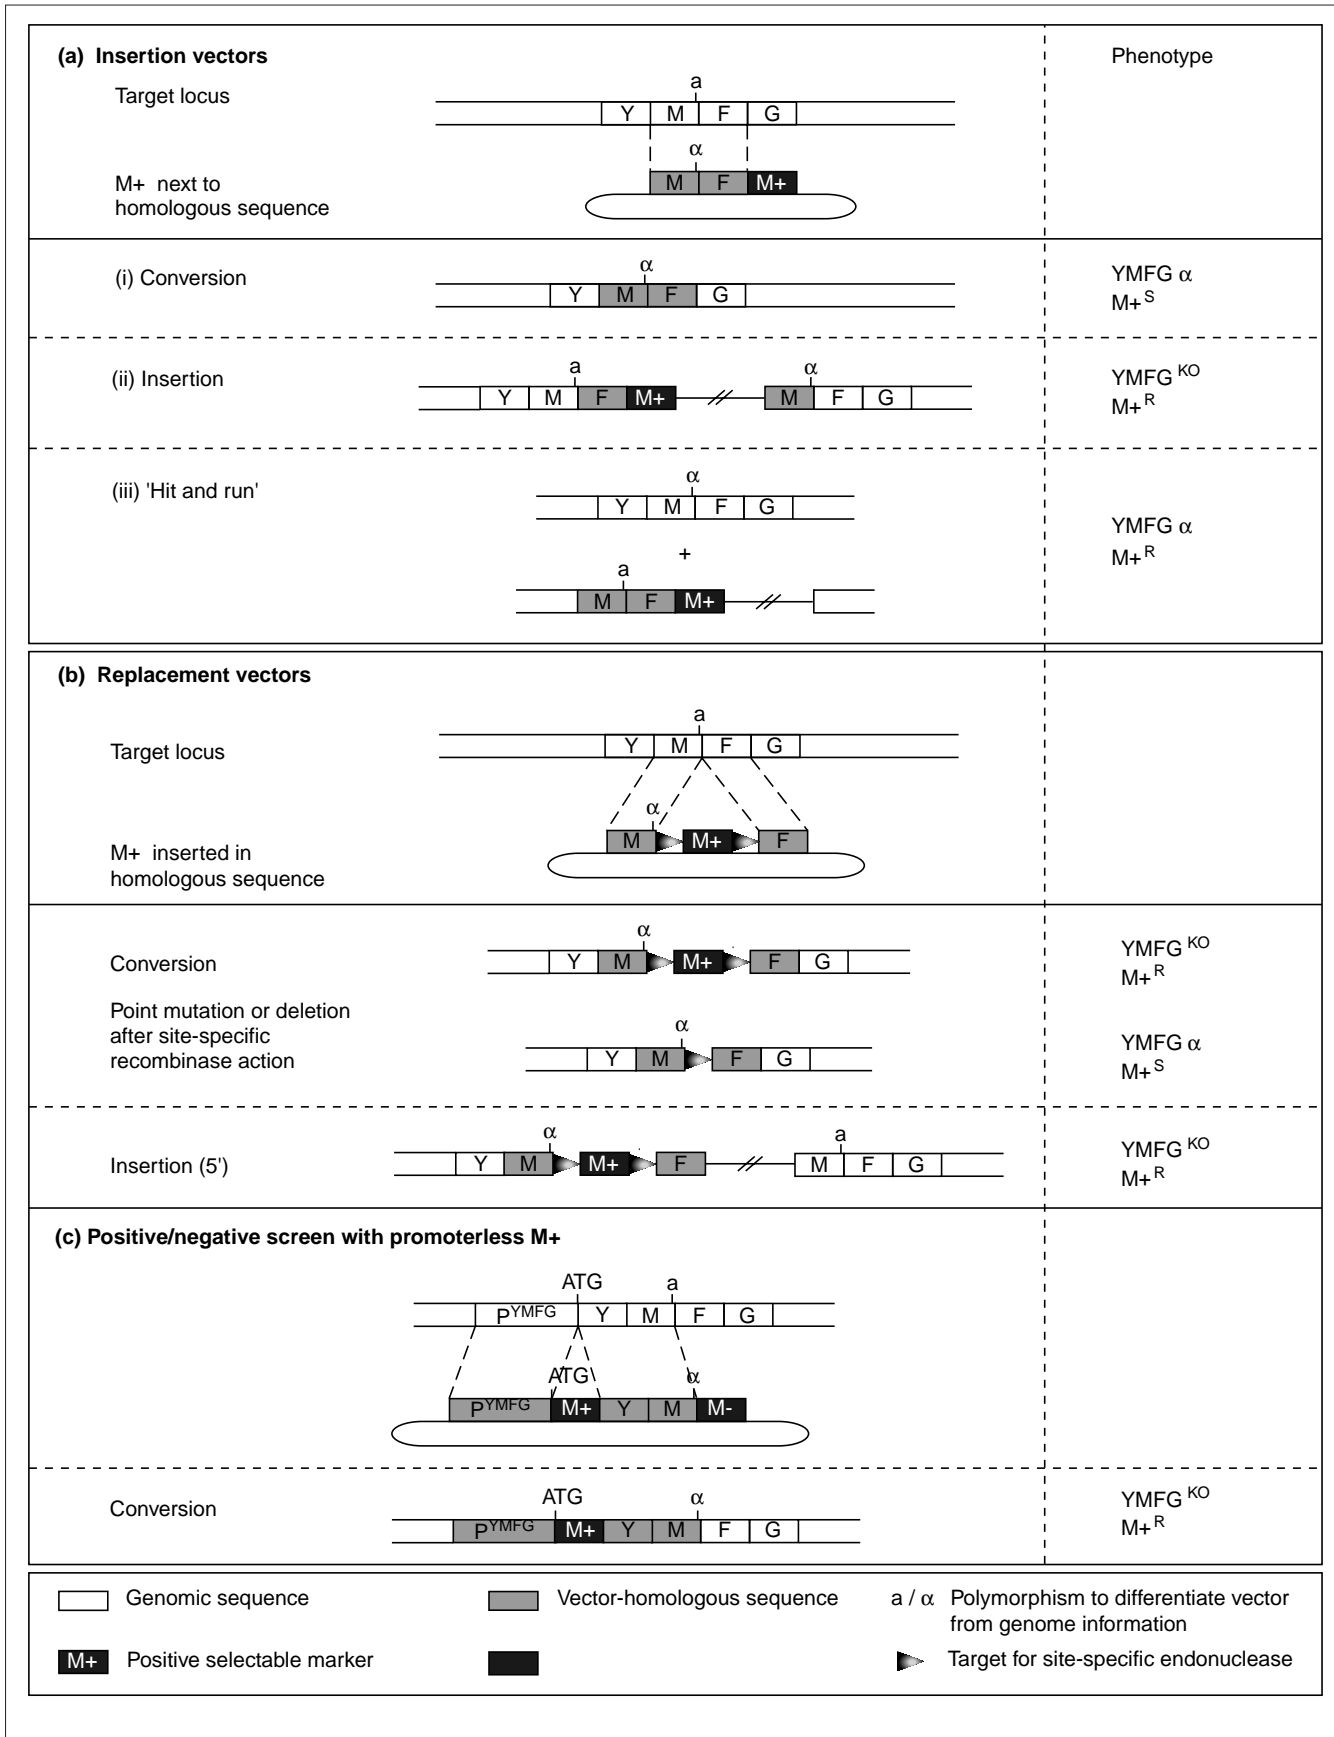 (a) Insertion vectors
Phenotype
Target locus
a
Y M F G
α
M+ next to
homologous sequence
M F M+
(i) Conversion
α
Y M F G
YMFG α
M+S
(ii) Insertion
a α
Y M F M+ M F G
YMFG KO
M+R
(iii) 'Hit and run'
α
Y M F G
+
a
M F M+
YMFG α
M+R
(b) Replacement vectors
a
Target locus
Y M F G
α
M M+ F
M+ inserted in
homologous sequence
α
Conversion
Y M M+ F G
YMFG KO
M+R
Point mutation or deletion
after site-specific
recombinase action
α
Y M F G
YMFG α
M+S
α a
Insertion (5')
Y M M+ F M F G
YMFG KO
M+R
(c) Positive/negative screen with promoterless M+
ATG a
PYMFG Y M F G
ATG α
PYMFG M+ Y M M-
ATG α
Conversion
PYMFG M+ Y M F G
YMFG KO
M+R
Genomic sequence
Vector-homologous sequence
a / α Polymorphism to differentiate vector
from genome information
M+ Positive selectable marker
Target for site-specific endonuclease